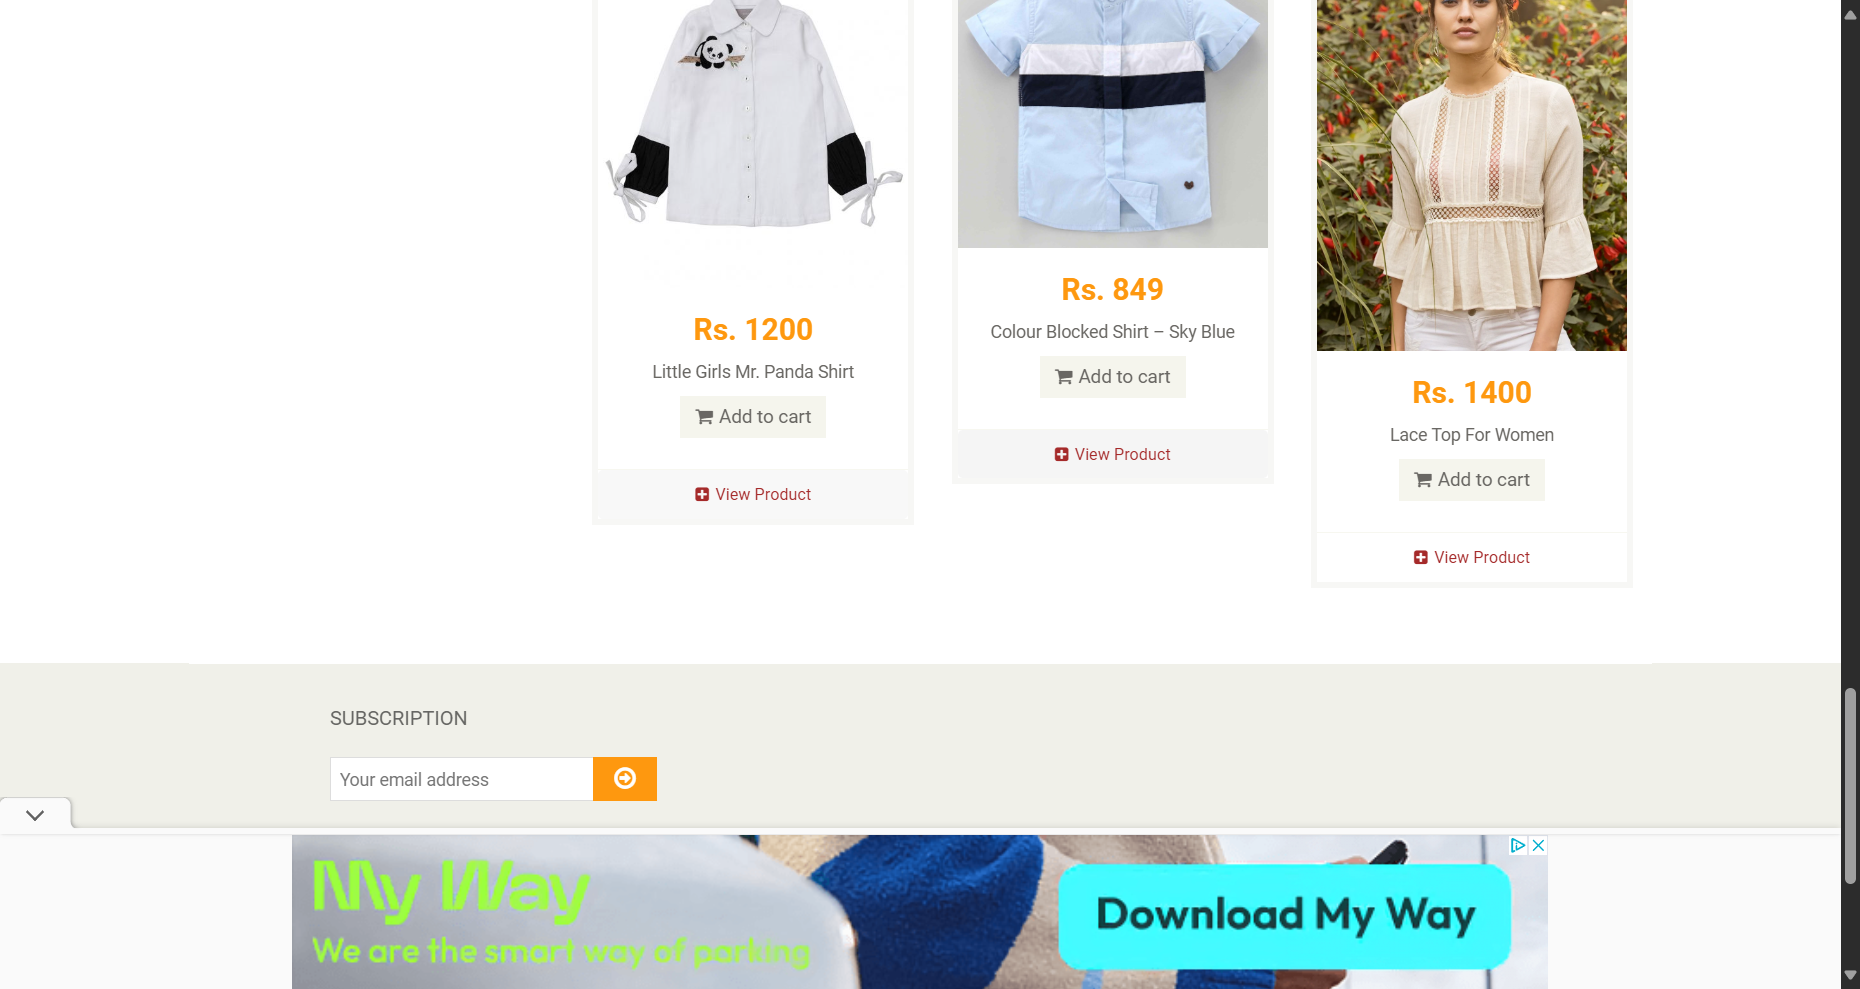 Rs. 1200
Little Girls Mr. Panda Shirt
Add to cart
View Product
Rs. 849
Colour Blocked Shirt – Sky Blue
Add to cart
View Product
Rs. 1400
Lace Top For Women
Add to cart
View Product
SUBSCRIPTION
Your email address
My Way
We are the smart way of parking
Download My Way